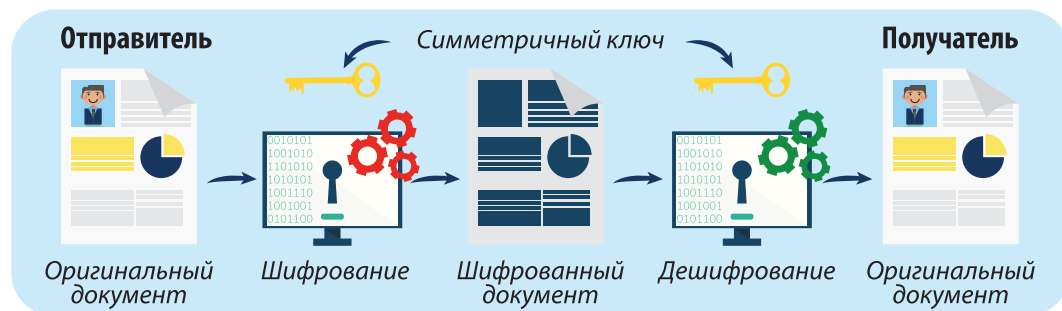 Отправитель
Симметричный ключ
Получатель
0010101
1001010
1101010
1010101
1001110
1001001
0101100
0010101
1001010
1101010
1010101
1001110
1001001
0101100
Оригинальный
документ
Шифрование
Шифрованный
документ
Дешифрование
Оригинальный
документ